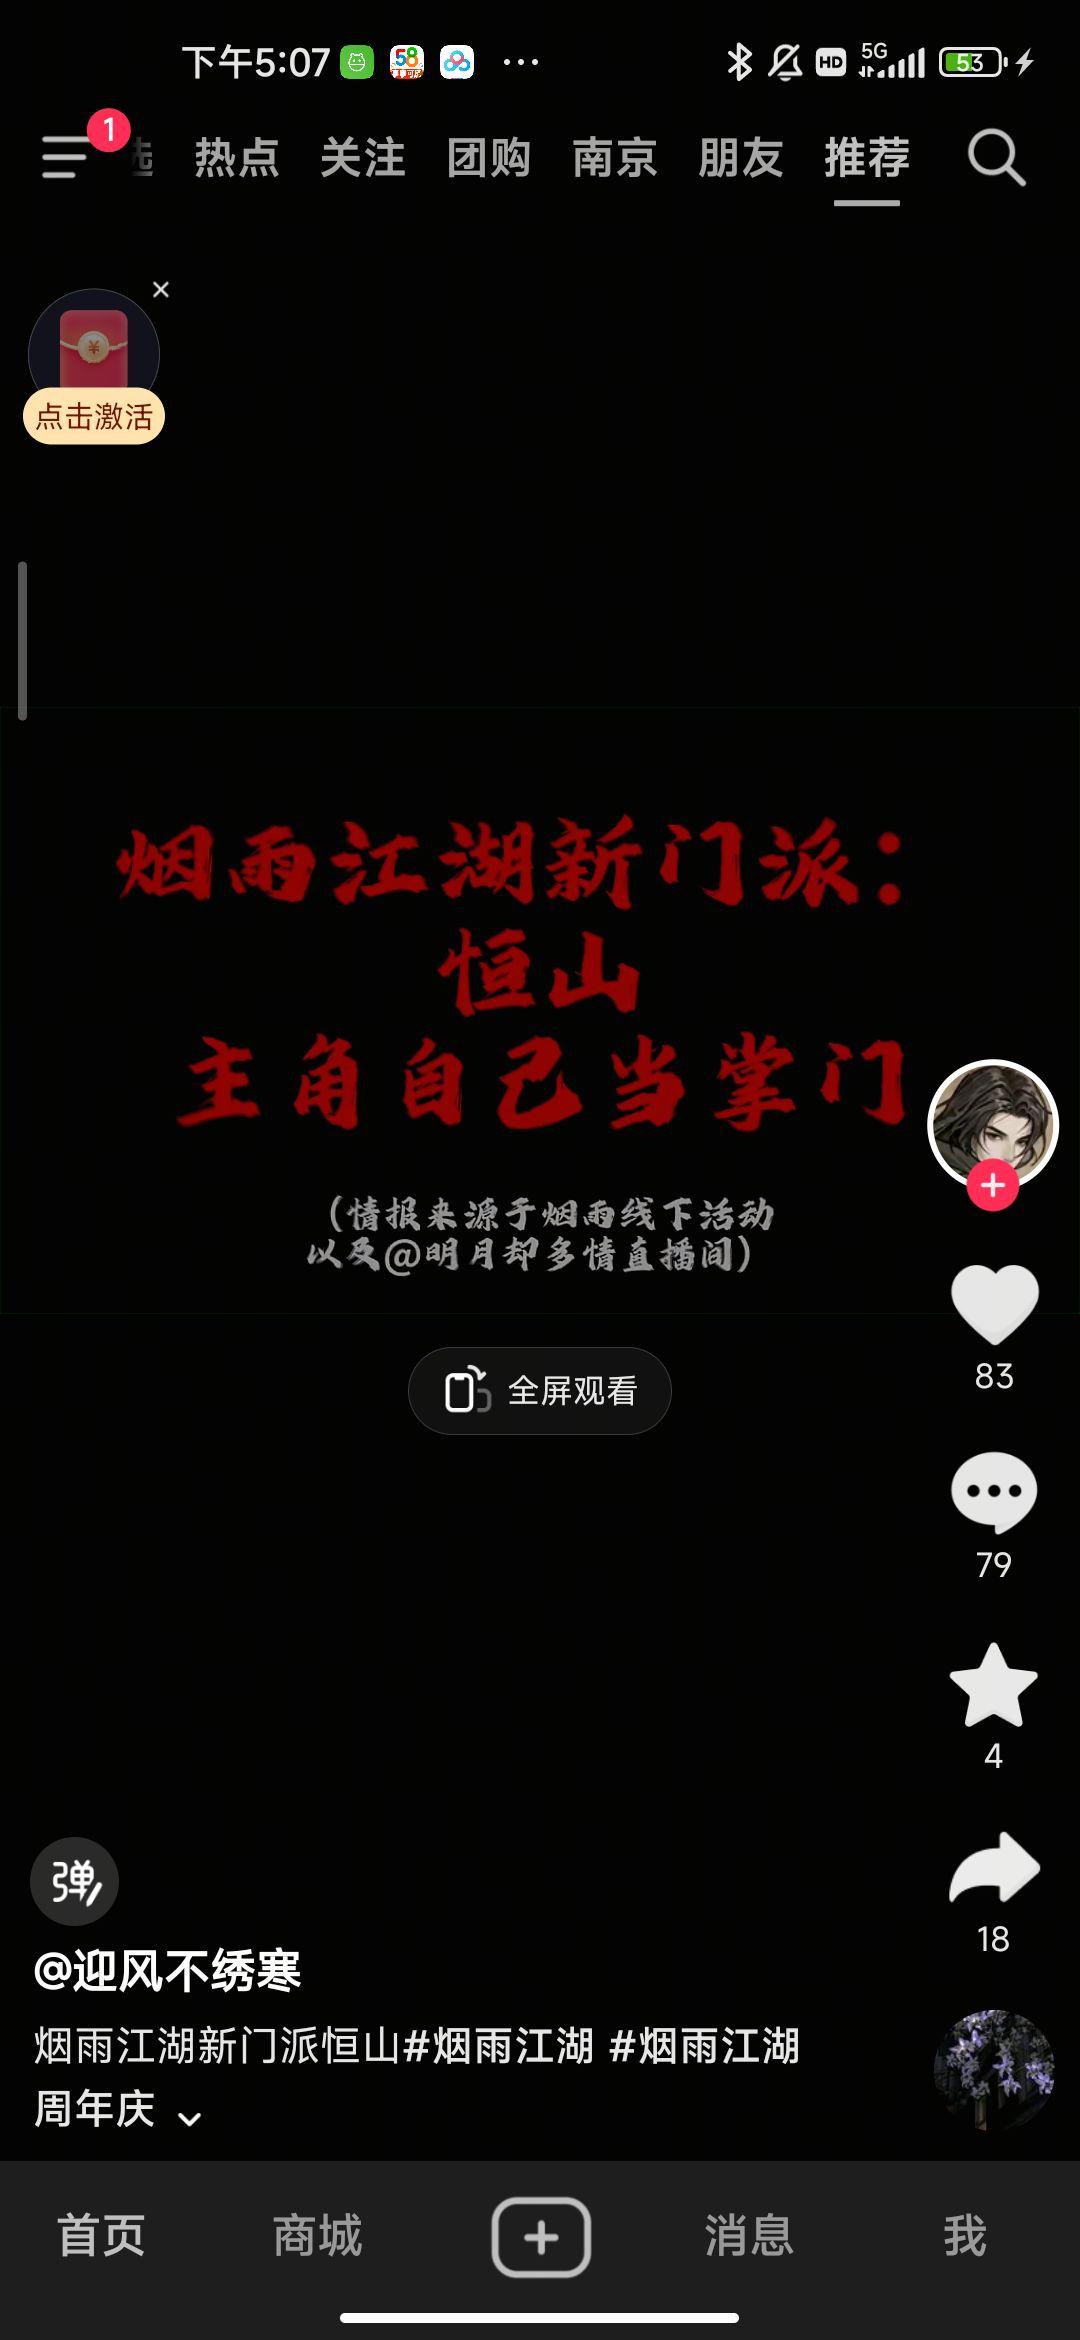 下午5:07 58 ... HD 5G 53
1
热点 关注 团购 南京 朋友 推荐
点击激活
烟雨江湖新门派：
恒山
主角自己当掌门
（情报来源于烟雨线下活动
以及@明月却多情直播间）
全屏观看
83
79
4
18
弹
@迎风不绣寒
烟雨江湖新门派恒山#烟雨江湖 #烟雨江湖
周年庆
首页 商城 消息 我